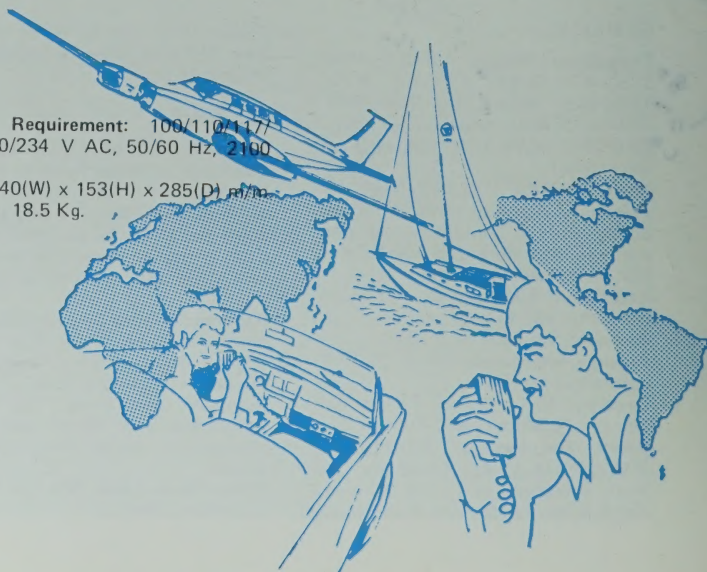 Requirement: 100/110/117/
0/234 V AC, 50/60 Hz, 2100
40(W) x 153(H) x 285(D) m/m
18.5 Kg.